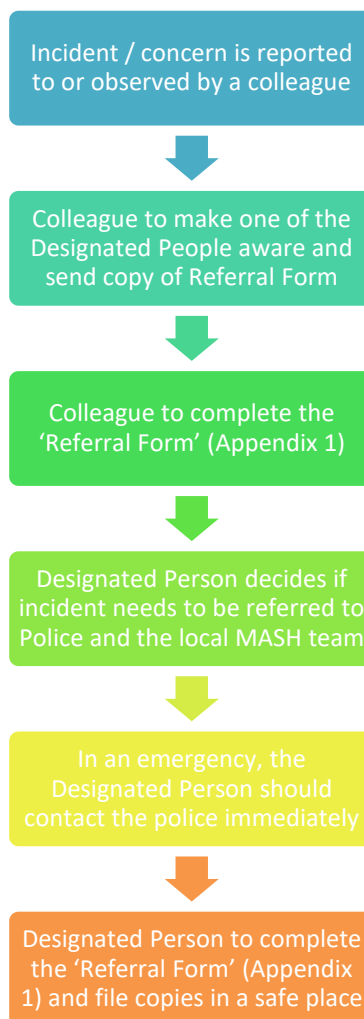 Incident / concern is reported
to or observed by a colleague
Colleague to make one of the
Designated People aware and
send copy of Referral Form
Colleague to complete the
‘Referral Form’ (Appendix 1)
Designated Person decides if
incident needs to be referred to
Police and the local MASH team
In an emergency, the
Designated Person should
contact the police immediately
Designated Person to complete
the ‘Referral Form’ (Appendix
1) and file copies in a safe place